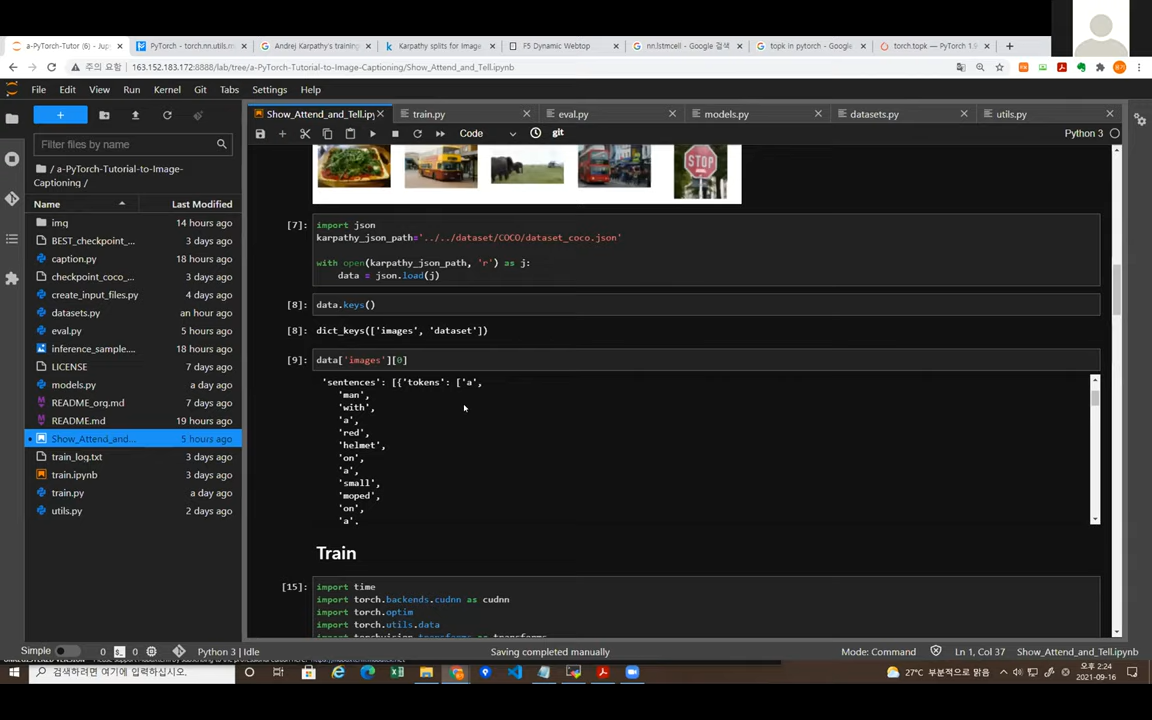 a-PyTorch-Tutor (6) - Jup
PyTorch - torch.nn.utils.m
Andrej Karpathy's training
Karpathy splits for Image
F5 Dynamic Webtop
nn.lstmcell - Google 검색
topk in pytorch - Google
torch.topk — PyTorch 1.9
주의 요함 163.152.183.172:8888/lab/tree/a-PyTorch-Tutorial-to-Image-Captioning/Show_Attend_and_Tell.ipynb
File Edit View Run Kernel Git Tabs Settings Help
Show_Attend_and_Tell.ipy
train.py
eval.py
models.py
datasets.py
utils.py
Code
git
Python 3
Filter files by name
/ a-PyTorch-Tutorial-to-Image-
Captioning /
Name Last Modified
img 14 hours ago
BEST_checkpoint_... 3 days ago
caption.py 18 hours ago
checkpoint_coco_... 3 days ago
create_input_files.py 4 days ago
datasets.py an hour ago
eval.py 5 hours ago
inference_sample.... 18 hours ago
LICENSE 7 days ago
models.py a day ago
README_org.md 7 days ago
README.md 19 hours ago
Show_Attend_and... 5 hours ago
train_log.txt 3 days ago
train.ipynb 3 days ago
train.py a day ago
utils.py 2 days ago
STOP
[7]: import json
karpathy_json_path='../../dataset/COCO/dataset_coco.json'
with open(karpathy_json_path, 'r') as j:
data = json.load(j)
[8]: data.keys()
[8]: dict_keys(['images', 'dataset'])
[9]: data['images'][0]
'sentences': [{'tokens': ['a',
'man',
'with',
'a',
'red',
'helmet',
'on',
'a',
'small',
'moped',
'on',
'a',
Train
[15]: import time
import torch.backends.cudnn as cudnn
import torch.optim
import torch.utils.data
import torchvision.transforms as transforms
Simple 0 0 Python 3 | Idle Saving completed manually Mode: Command Ln 1, Col 37 Show_Attend_and_Tell.ipynb
검색하려면 여기에 입력하십시오.
27°C 부분적으로 맑음
오후 2:24
2021-09-16